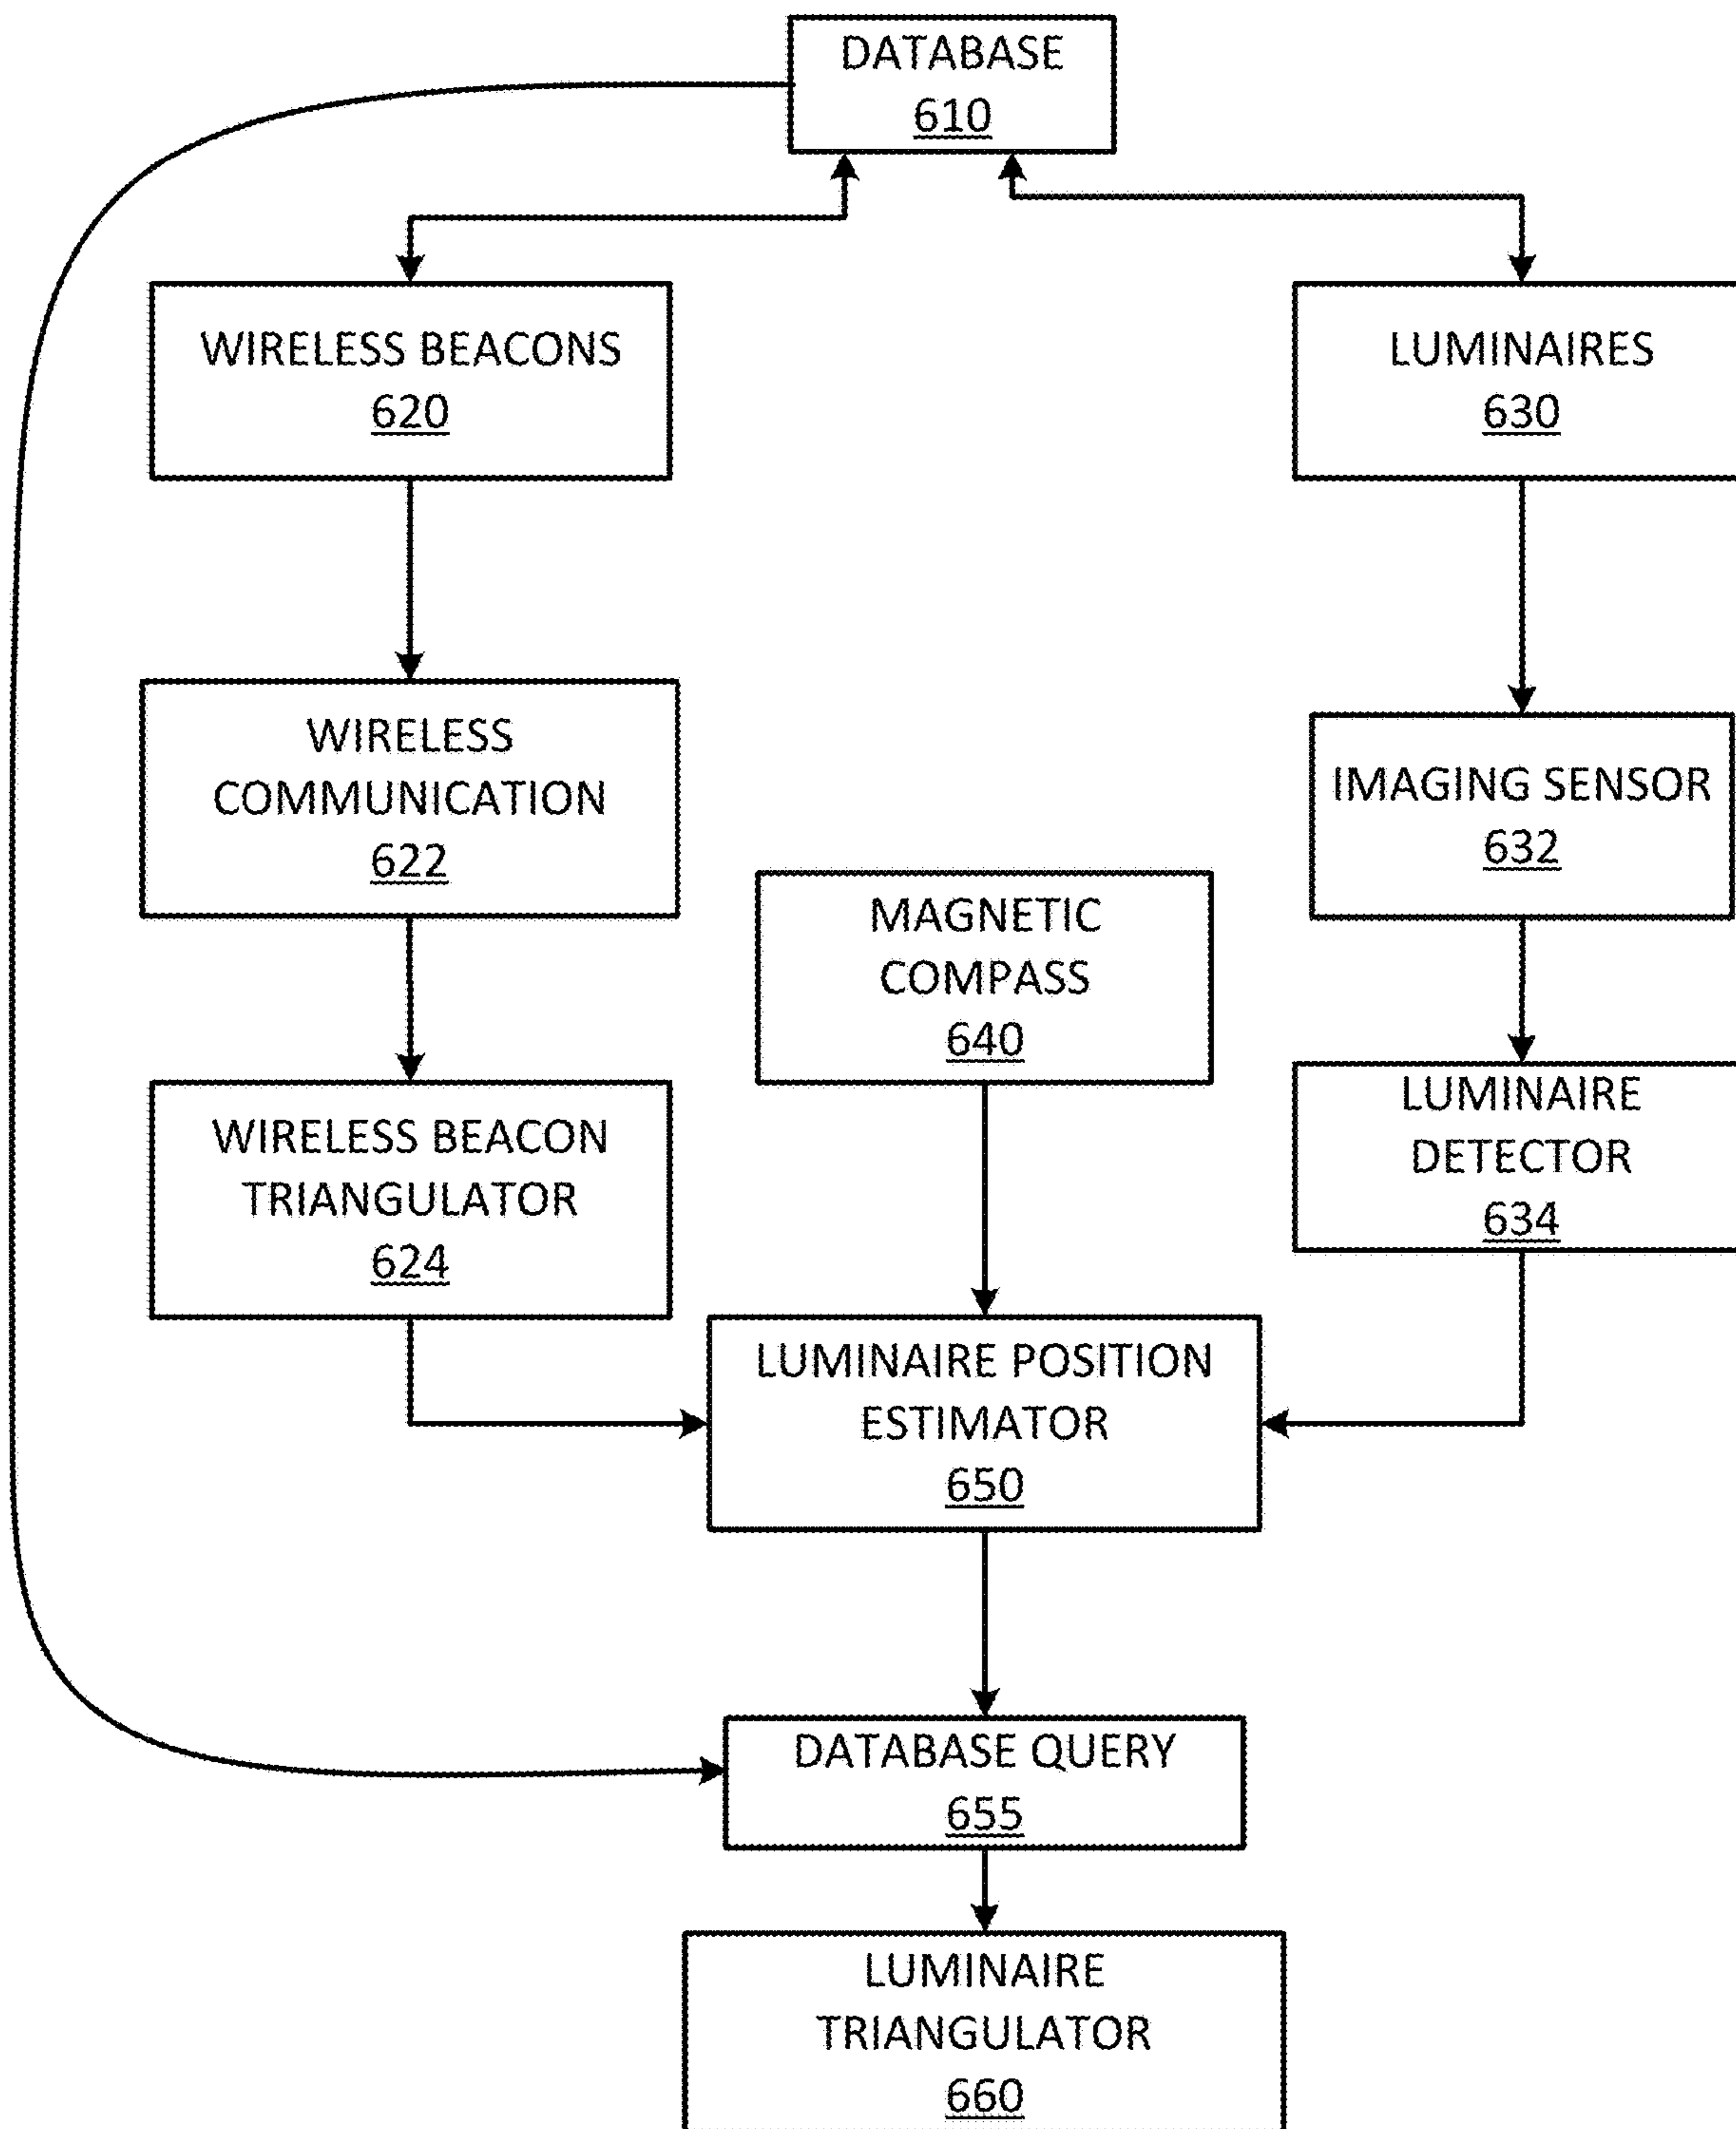 DATABASE
610
WIRELESS BEACONS
620
LUMINAIRES
630
WIRELESS
COMMUNICATION
622
IMAGING SENSOR
632
MAGNETIC
COMPASS
640
WIRELESS BEACON
TRIANGULATOR
624
LUMINAIRE
DETECTOR
634
LUMINAIRE POSITION
ESTIMATOR
650
DATABASE QUERY
655
LUMINAIRE
TRIANGULATOR
660